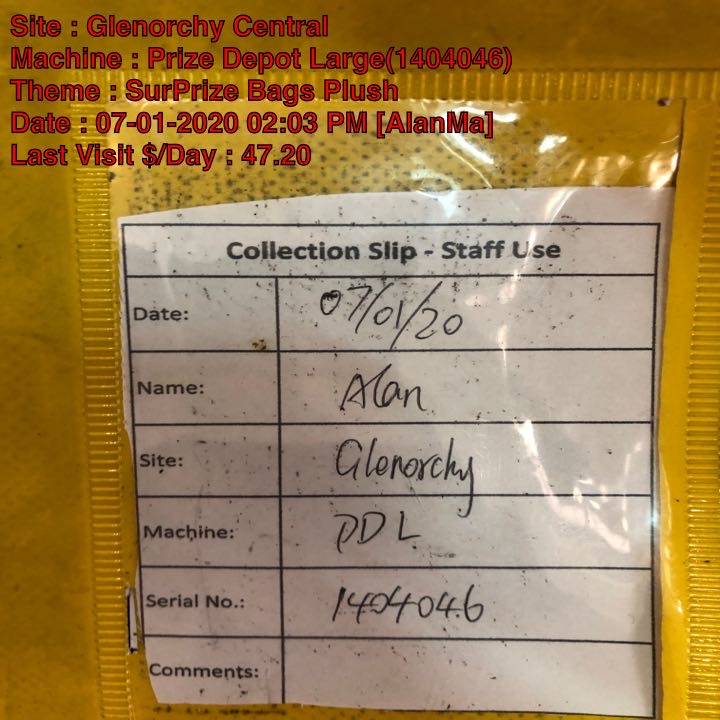 Site : Glenorchy Central
Machine : Prize Depot Large(1404046)
Theme : SurPrize Bags Plush
Date : 07-01-2020 02:03 PM [AlanMa]
Last Visit $/Day : 47.20
Collection Slip - Staff Use
Date: 07/01/20
Name: Alan
Site: Glenorchy
Machine: PDL
Serial No.: 1404046
Comments: